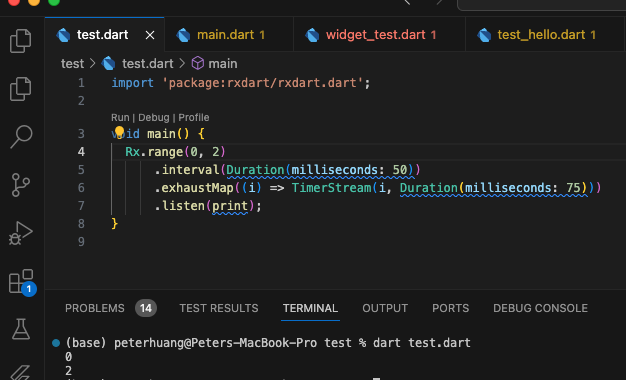 test.dart
main.dart 1
widget_test.dart 1
test_hello.dart 1
test > test.dart > main
1 import 'package:rxdart/rxdart.dart';
2
Run | Debug | Profile
3 void main() {
4 Rx.range(0, 2)
5 .interval(Duration(milliseconds: 50))
6 .exhaustMap((i) => TimerStream(i, Duration(milliseconds: 75)))
7 .listen(print);
8 }
9
1
PROBLEMS 14 TEST RESULTS TERMINAL OUTPUT PORTS DEBUG CONSOLE
(base) peterhuang@Peters-MacBook-Pro test % dart test.dart
0
2